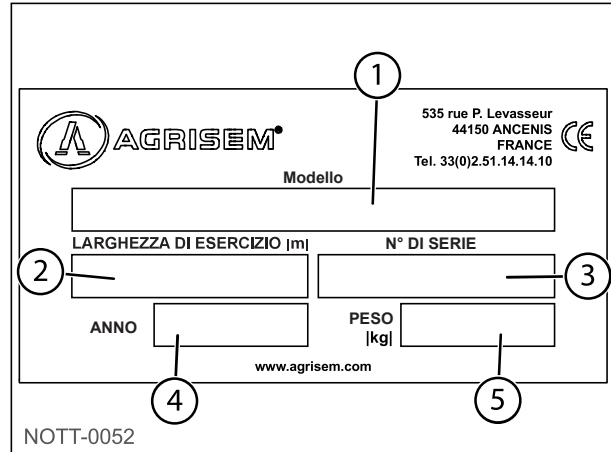 1
AGRISEM
535 rue P. Levasseur
44150 ANCENIS
FRANCE
Tel. 33(0)2.51.14.14.10
CE
Modello
LARGHEZZA DI ESERCIZIO |m|
N° DI SERIE
2
3
ANNO
PESO
|kg|
www.agrisem.com
4
5
NOTT-0052